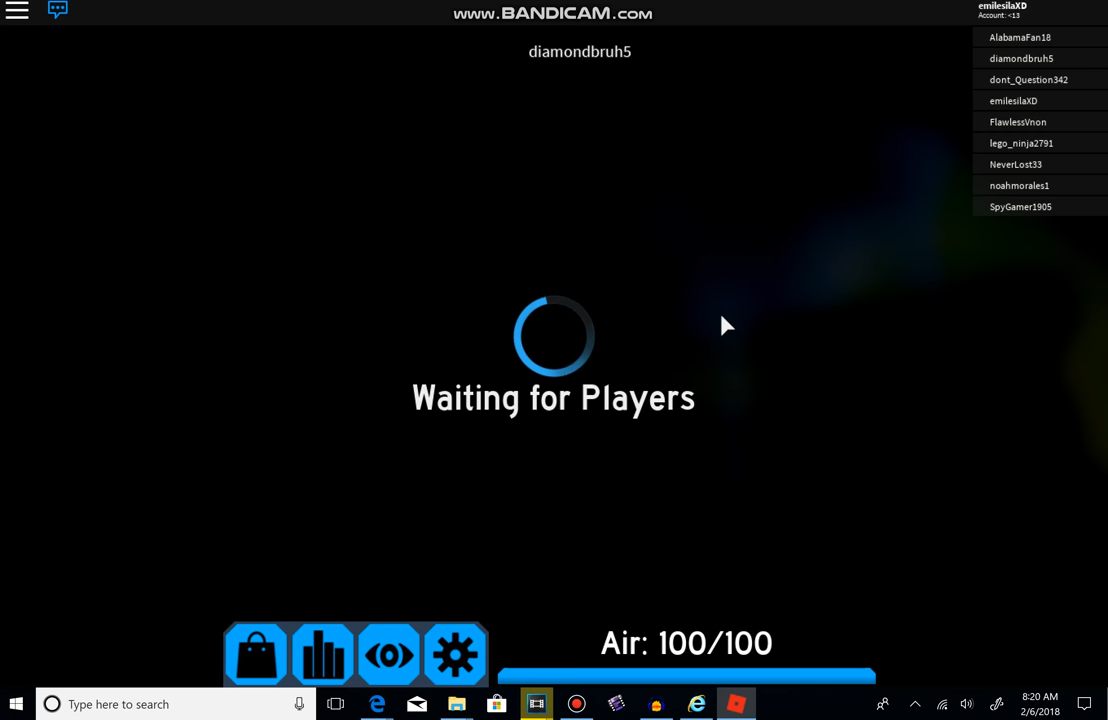 www.BANDICAM.com
emilesilaXD
Account: <13
diamondbruh5
AlabamaFan18
diamondbruh5
dont_Question342
emilesilaXD
FlawlessVnon
lego_ninja2791
NeverLost33
noahmorales1
SpyGamer1905
Waiting for Players
Air: 100/100
Type here to search
8:20 AM
2/6/2018